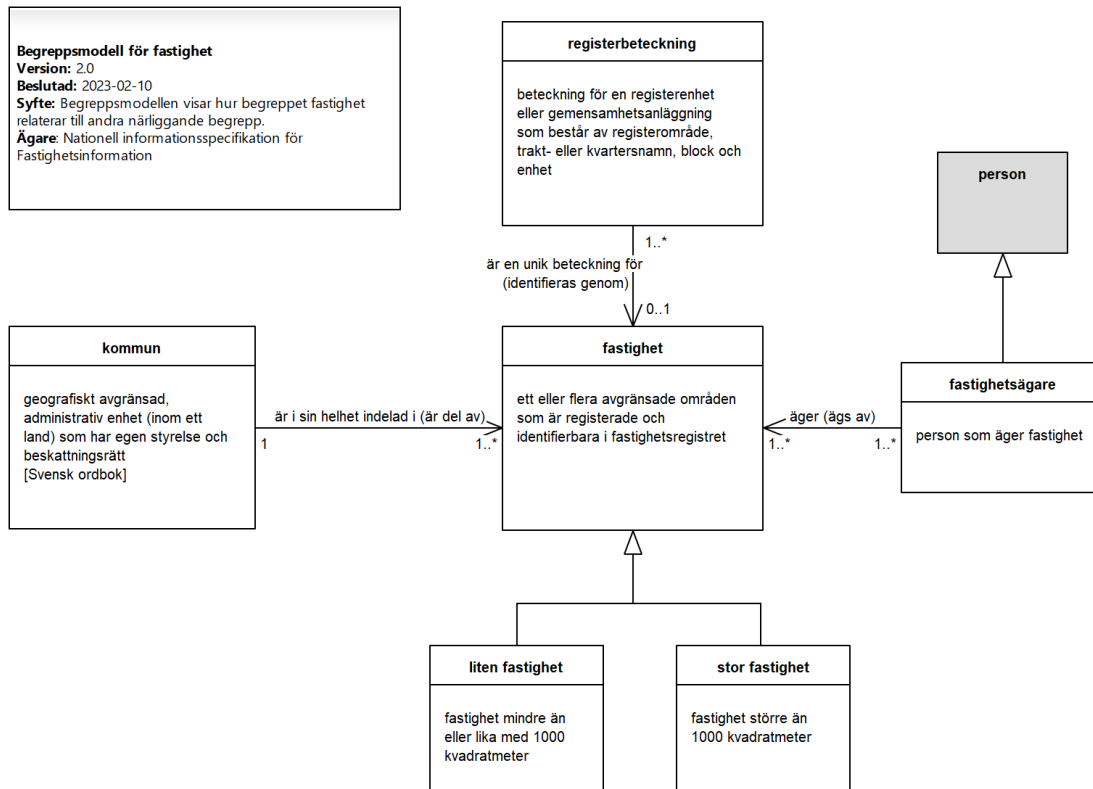 Begreppsmodell för fastighet
Version: 2.0
Beslutad: 2023-02-10
Syfte: Begreppsmodellen visar hur begreppet fastighet
relaterar till andra närliggande begrepp.
Ägare: Nationell informationsspecifikation för
Fastighetsinformation
registerbeteckning
beteckning för en registerenhet
eller gemensamhetsanläggning
som består av registerområde,
trakt- eller kvartersnamn, block och
enhet
person
1..*
är en unik beteckning för
(identifieras genom)
0..1
kommun
geografiskt avgränsad,
administrativ enhet (inom ett
land) som har egen styrelse och
beskattningsrätt
[Svensk ordbok]
är i sin helhet indelad i (är del av)
1
1..*
fastighet
ett eller flera avgränsade områden
som är registerade och
identifierbara i fastighetsregistret
äger (ägs av)
1..*
1..*
fastighetsägare
person som äger fastighet
liten fastighet
fastighet mindre än
eller lika med 1000
kvadratmeter
stor fastighet
fastighet större än
1000 kvadratmeter